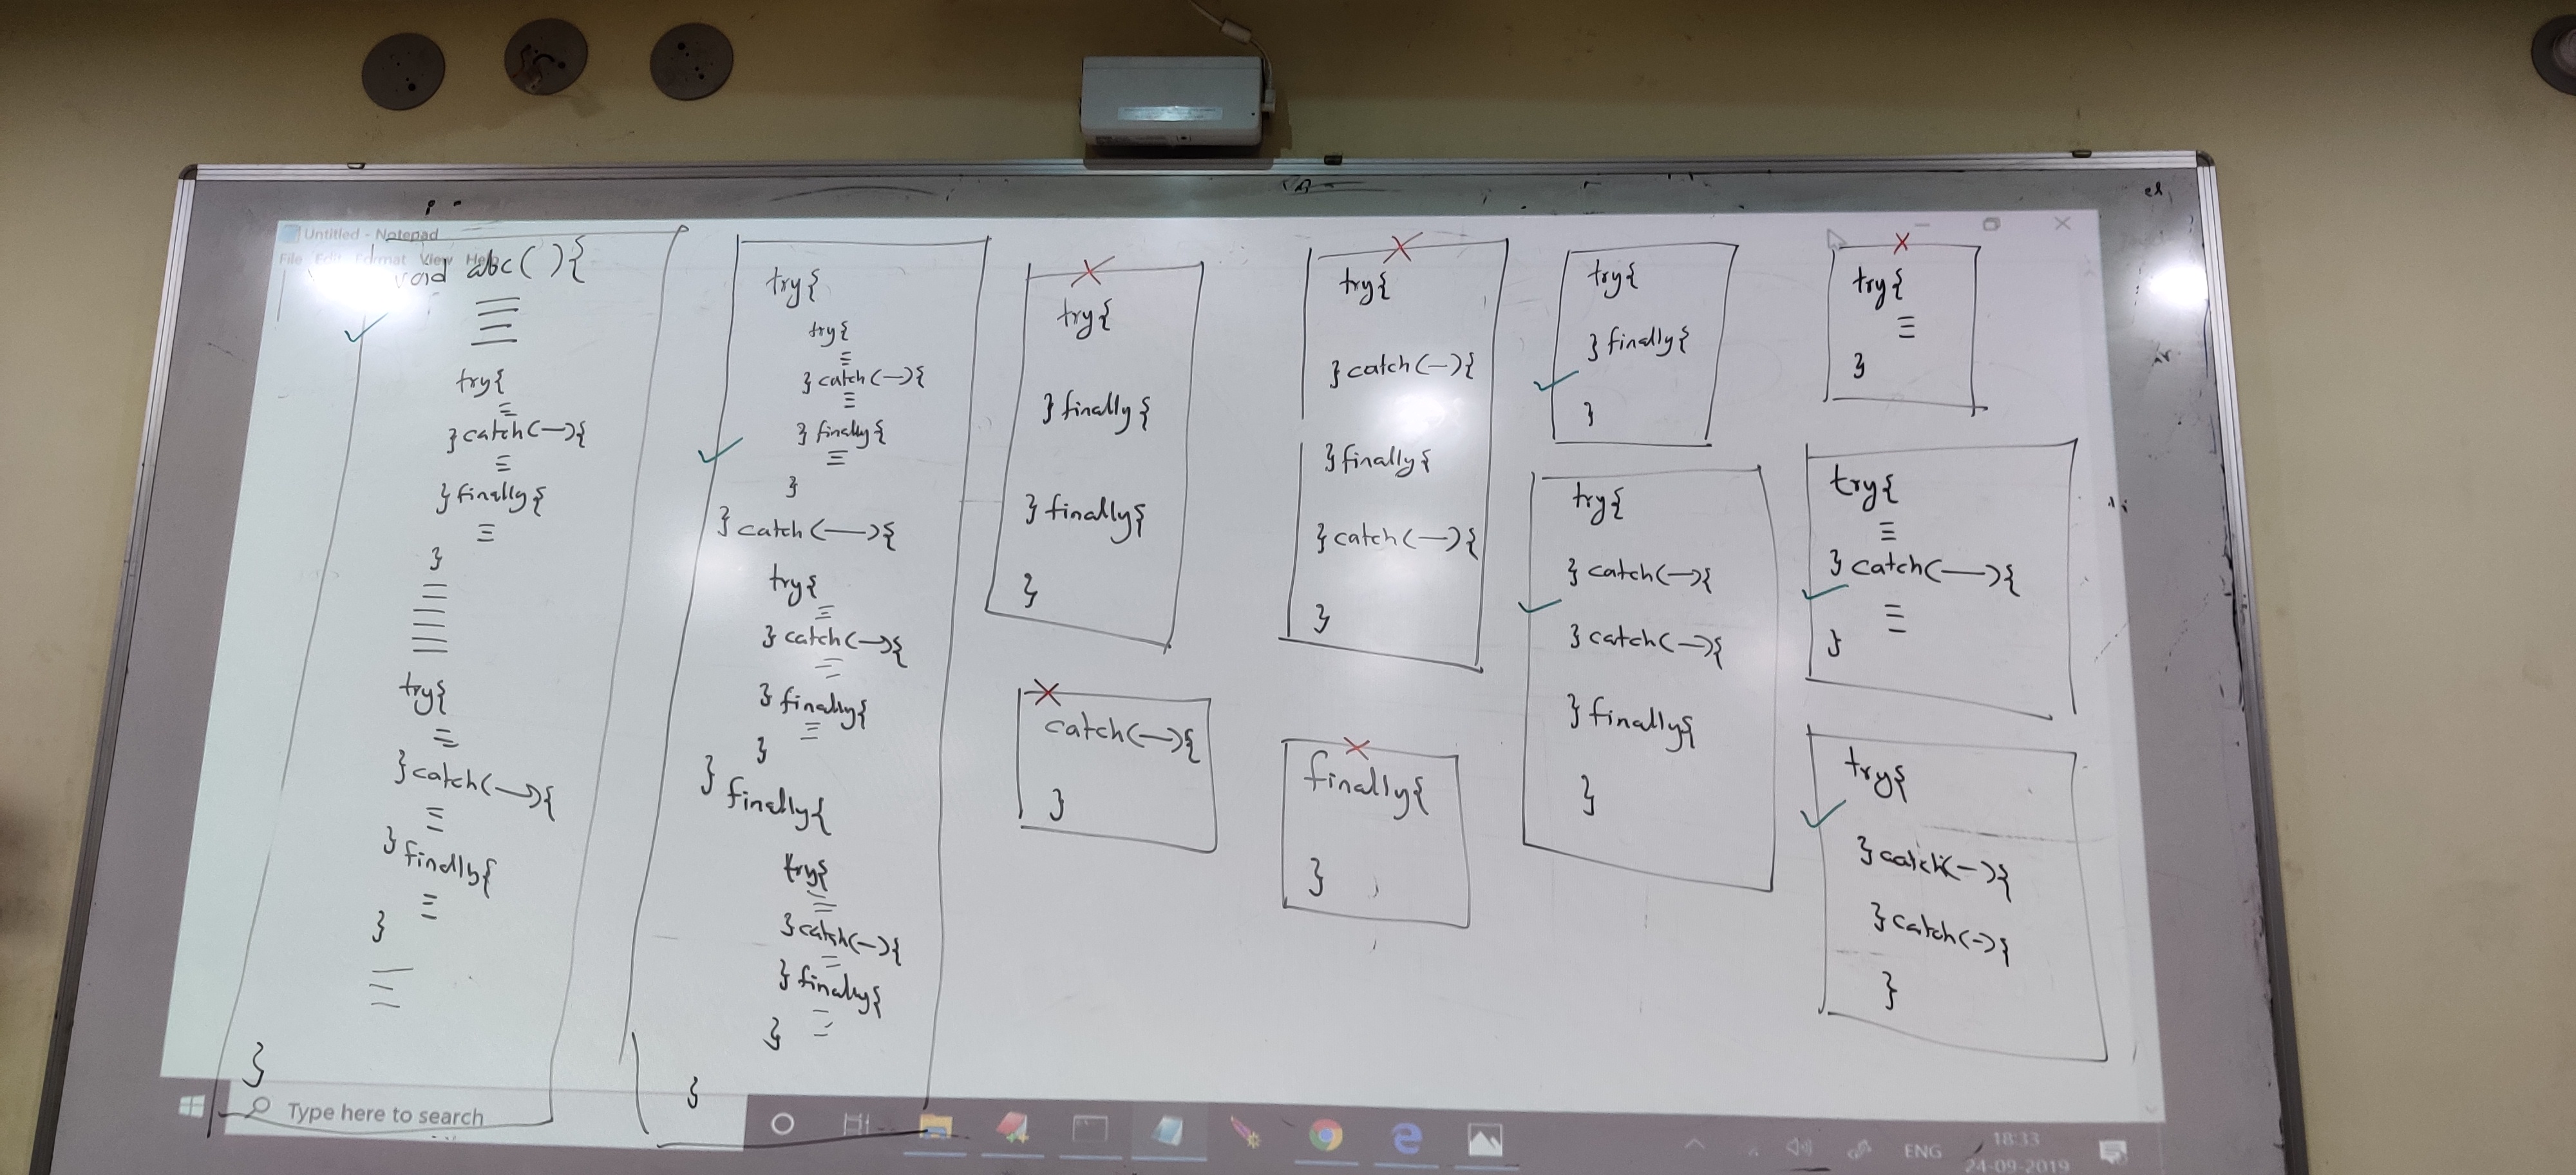 Untitled - Notepad
File Edit Format View Help
void abc( ){
try{
}catch(—){
}finally{
}
try{
}catch(—){
}finally{
}
}
try{
try{
}catch(—){
}finally{
}
}catch(—){
try{
}catch(—){
}finally{
}
}finally{
try{
}catch(—){
}finally{
}
}
try{
}finally{
}finally{
}
catch(—){
}
try{
}catch(—){
}finally{
}catch(—){
}
finally{
}
try{
}finally{
}
try{
}catch(—){
}catch(—){
}finally{
}
try{
}
try{
}catch(—){
}
try{
}catch(—){
}catch(—){
}
Type here to search
ENG
18:33
24-09-2019